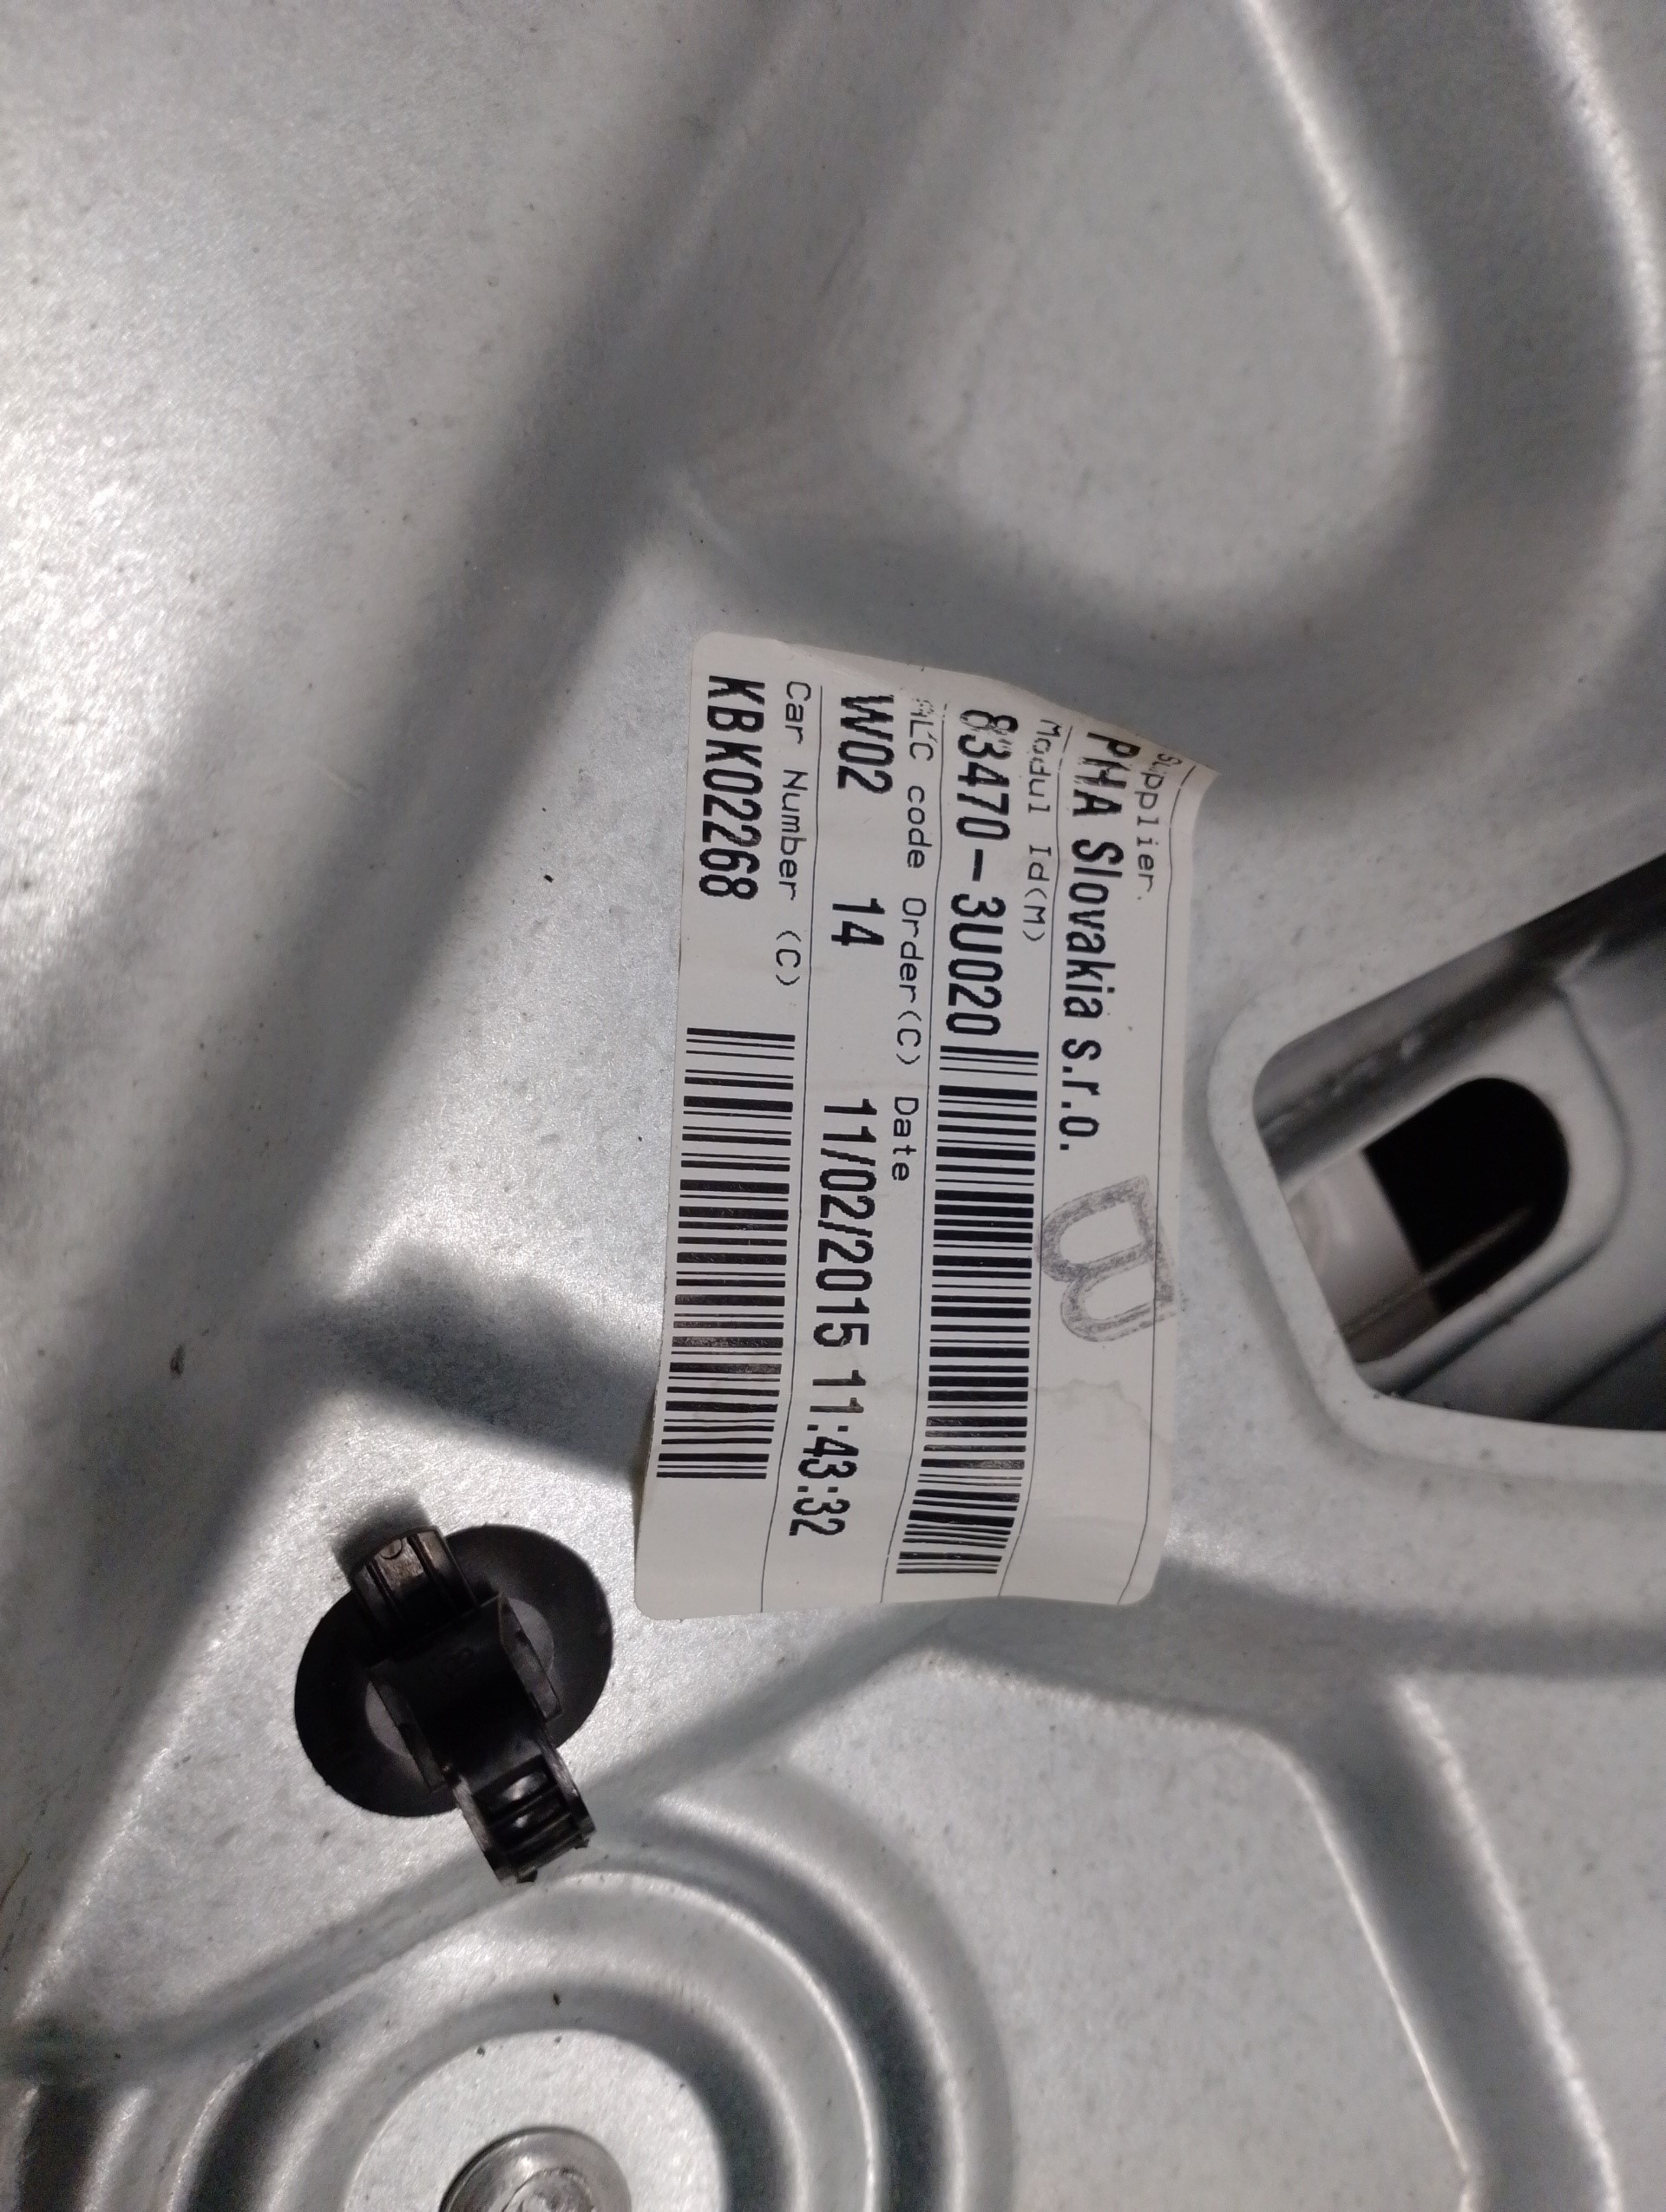 Supplier.
PHA Slovakia s.r.o.
B
Modul Id(M)
83470-3U020
ALC code Order(C) Date
W02 14 11/02/2015 11:43:32
Car Number (C)
KBK02268